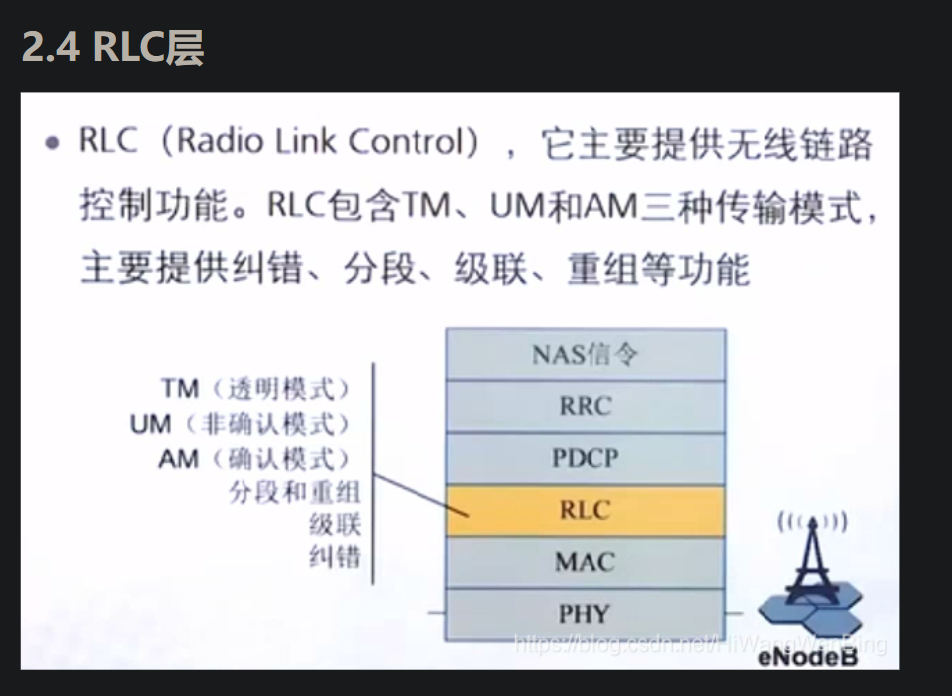 2.4 RLC层
• RLC（Radio Link Control），它主要提供无线链路
控制功能。RLC包含TM、UM和AM三种传输模式，
主要提供纠错、分段、级联、重组等功能
NAS信令
RRC
PDCP
RLC
MAC
PHY
TM（透明模式）
UM（非确认模式）
AM（确认模式）
分段和重组
级联
纠错
eNodeB
https://blog.csdn.net/HiWangWenBing